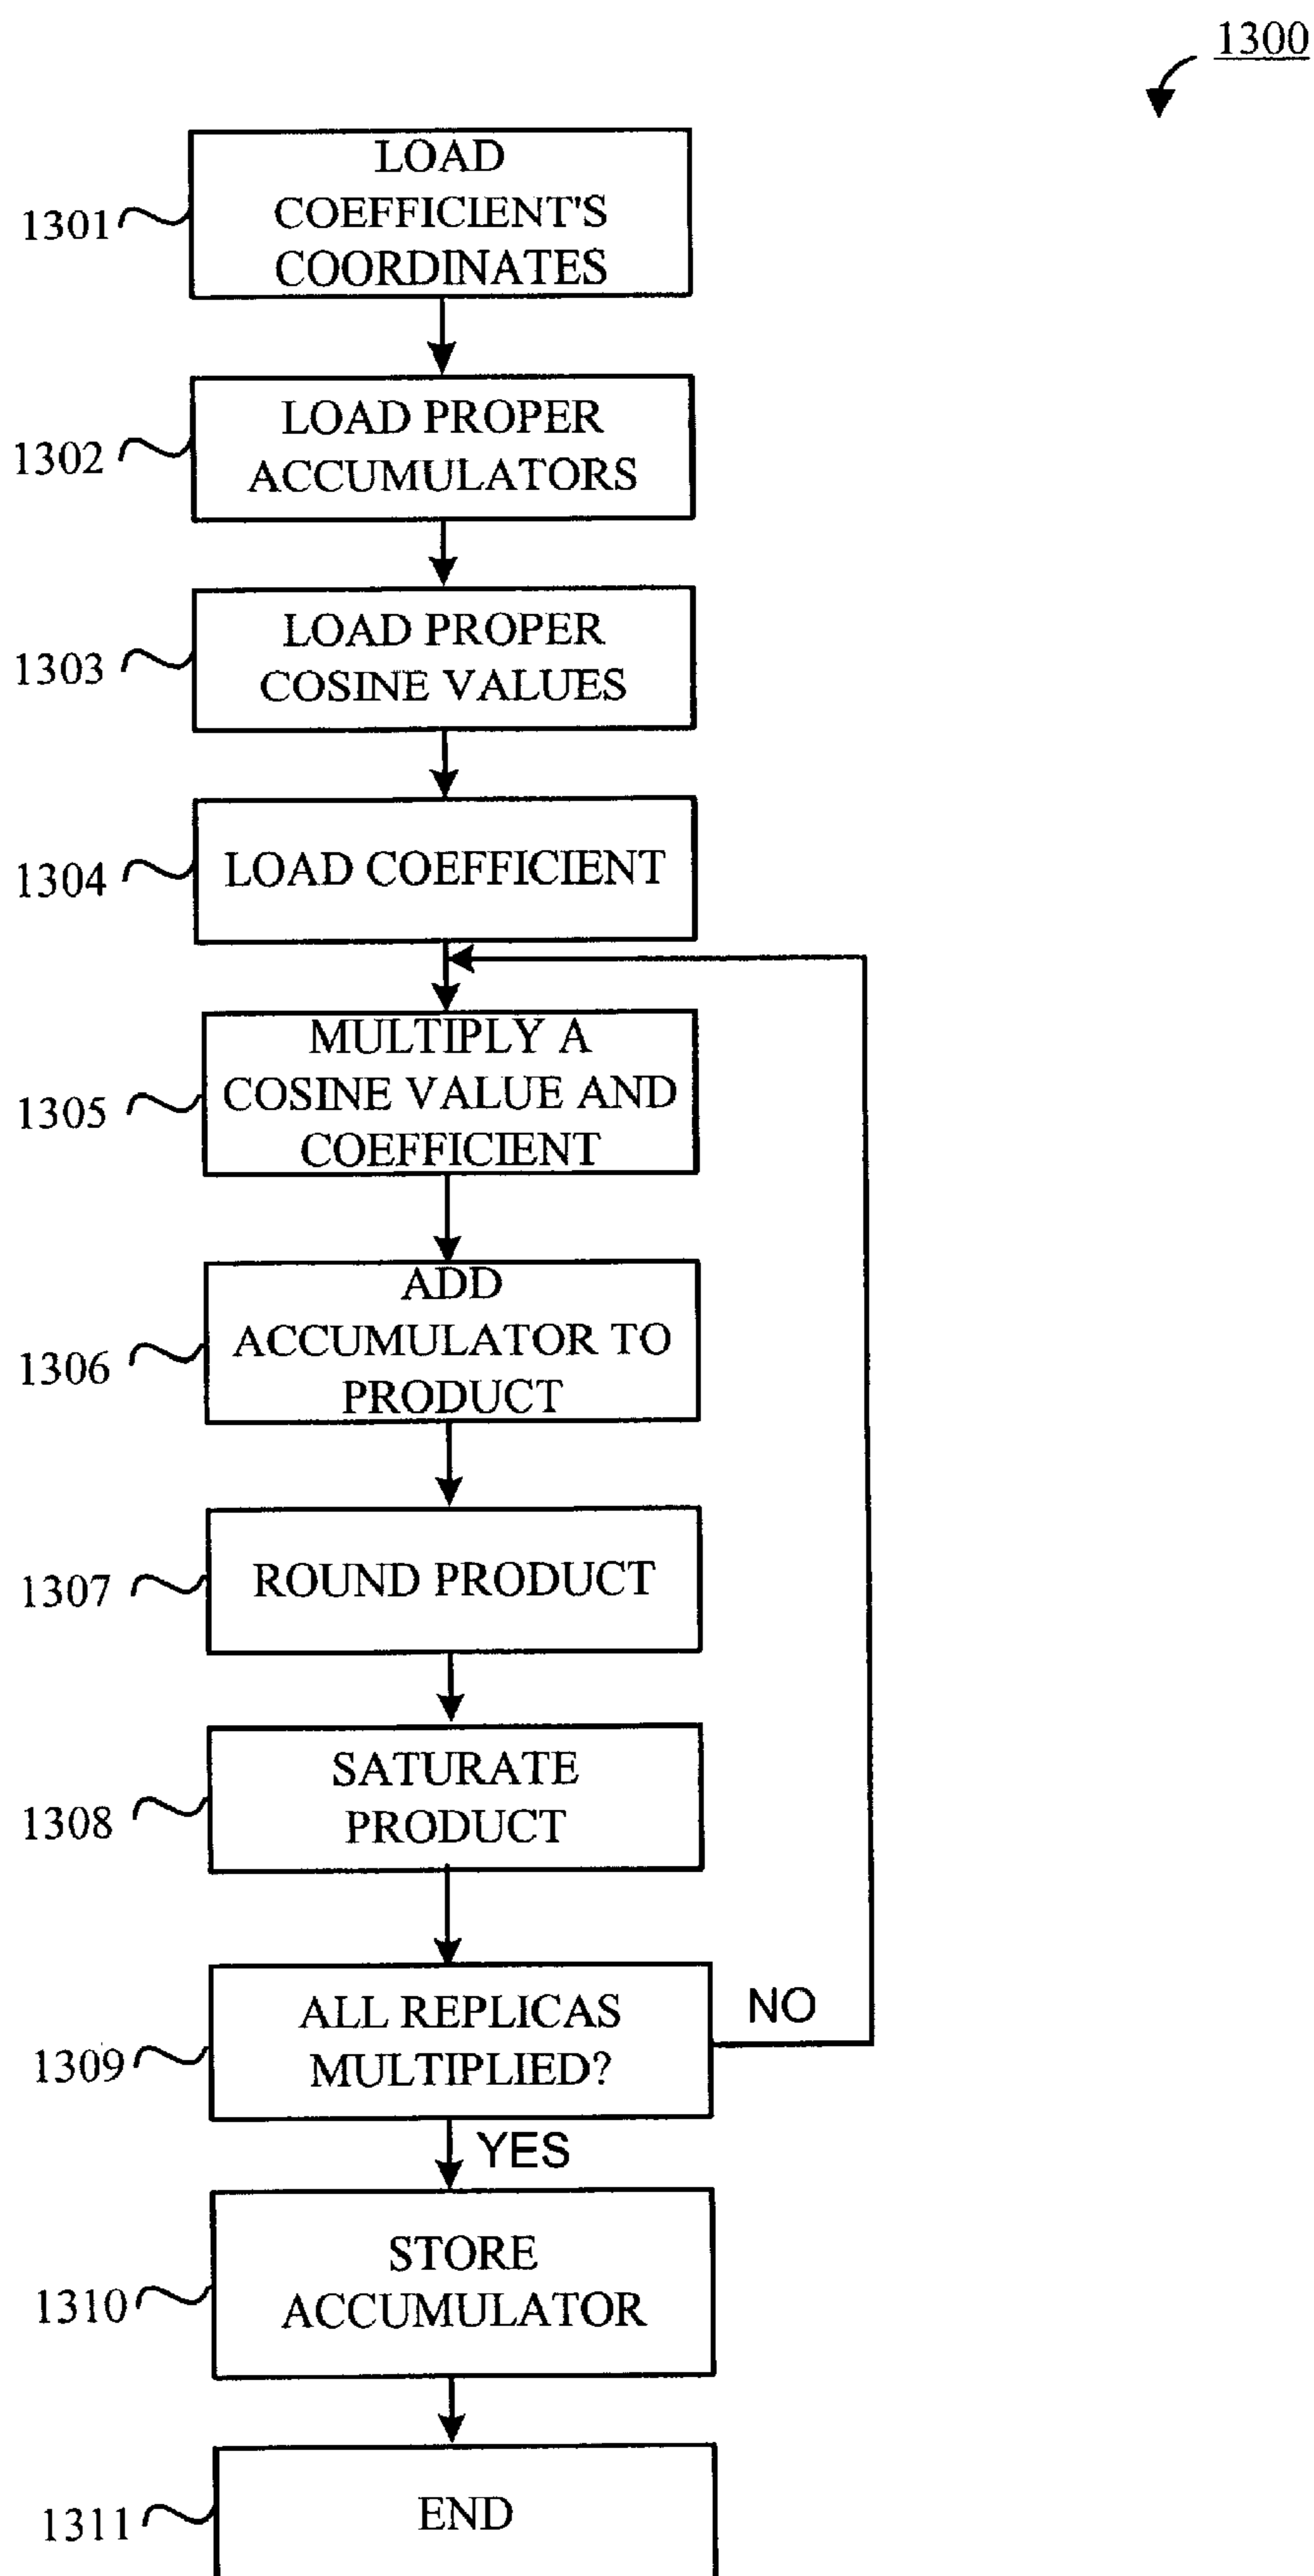 1300
LOAD
COEFFICIENT'S
COORDINATES
1301
LOAD PROPER
ACCUMULATORS
1302
LOAD PROPER
COSINE VALUES
1303
LOAD COEFFICIENT
1304
MULTIPLY A
COSINE VALUE AND
COEFFICIENT
1305
ADD
ACCUMULATOR TO
PRODUCT
1306
ROUND PRODUCT
1307
SATURATE
PRODUCT
1308
ALL REPLICAS
MULTIPLIED?
NO
1309
YES
STORE
ACCUMULATOR
1310
END
1311